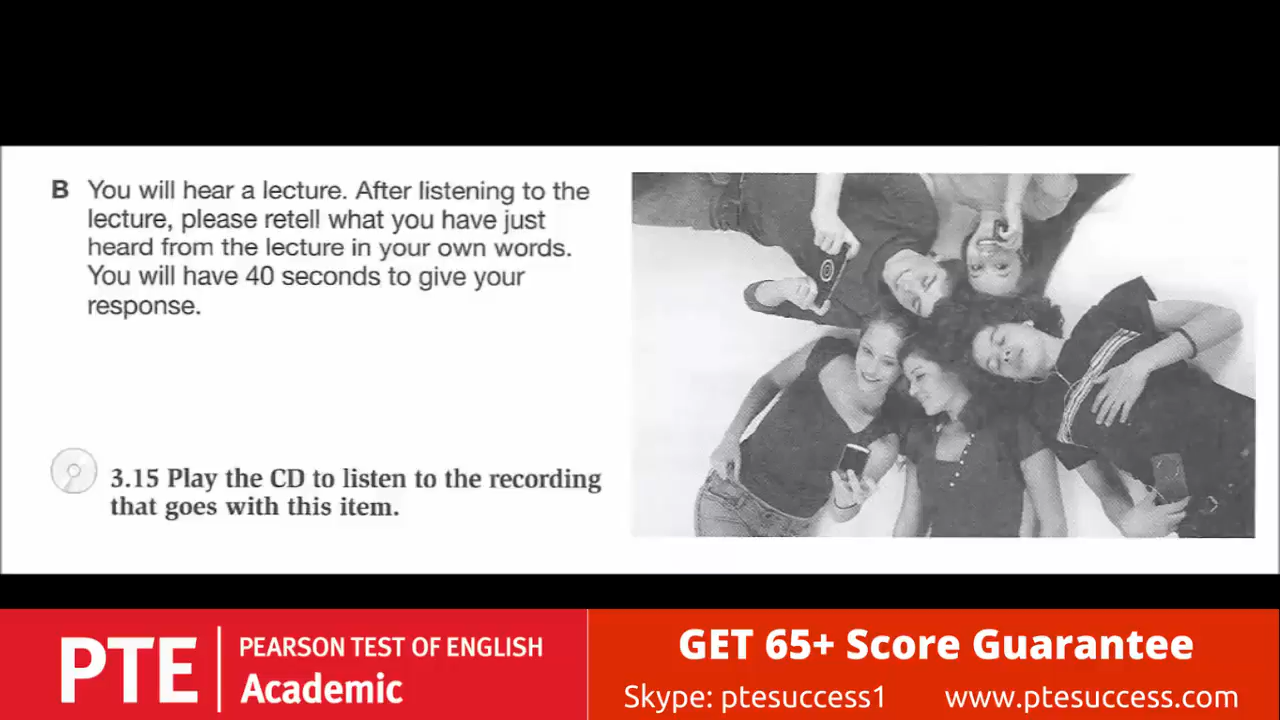 B You will hear a lecture. After listening to the
lecture, please retell what you have just
heard from the lecture in your own words.
You will have 40 seconds to give your
response.
3.15 Play the CD to listen to the recording
that goes with this item.
PTE
PEARSON TEST OF ENGLISH
Academic
GET 65+ Score Guarantee
Skype: ptesuccess1 www.ptesuccess.com